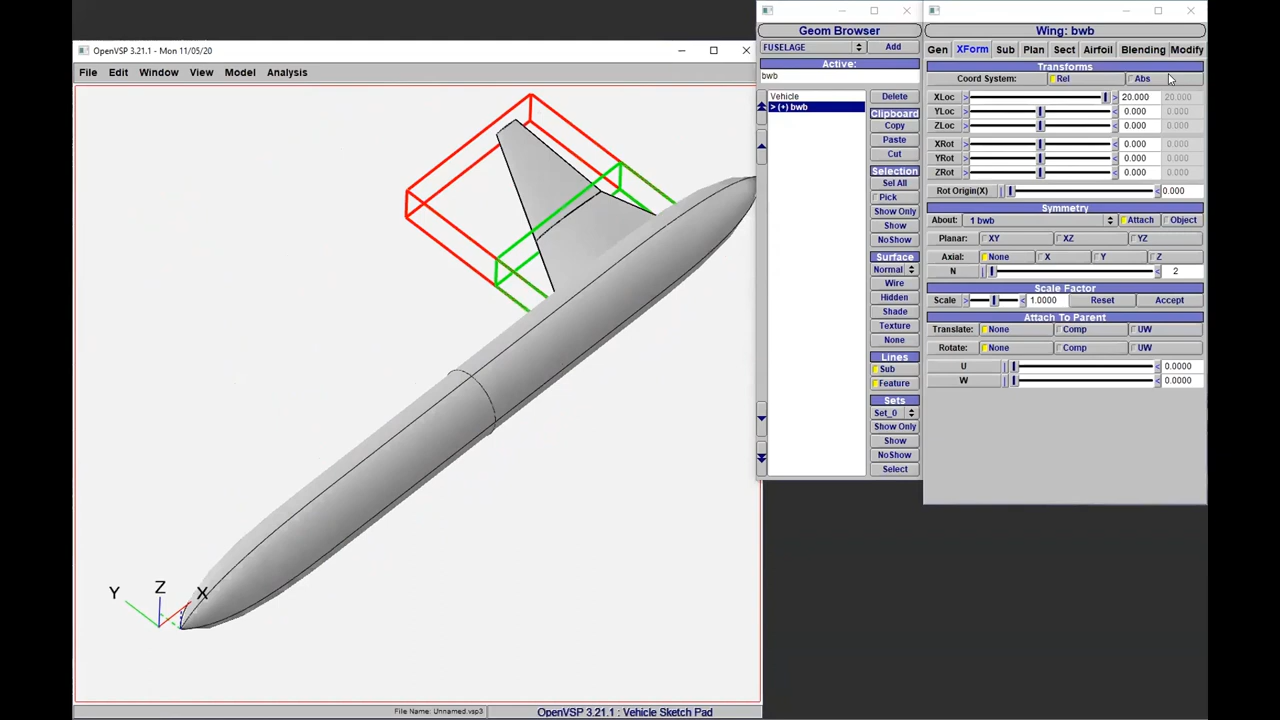 OpenVSP 3.21.1 - Mon 11/05/20
File Edit Window View Model Analysis
Y Z X
File Name: Unnamed.vsp3 OpenVSP 3.21.1 : Vehicle Sketch Pad
Geom Browser
FUSELAGE Add
Active:
bwb
Vehicle
> (+) bwb
Delete
Clipboard
Copy
Paste
Cut
Selection
Sel All
Pick
Show Only
Show
NoShow
Surface
Normal
Wire
Hidden
Shade
Texture
None
Lines
Sub
Feature
Sets
Set_0
Show Only
Show
NoShow
Select
Wing: bwb
Gen XForm Sub Plan Sect Airfoil Blending Modify
Transforms
Coord System: Rel Abs
XLoc > > 20.000 20.000
YLoc > < 0.000 0.000
ZLoc > < 0.000 0.000
XRot > < 0.000 0.000
YRot > < 0.000 0.000
ZRot > < 0.000 0.000
Rot Origin(X) | < 0.000
Symmetry
About: 1 bwb Attach Object
Planar: XY XZ YZ
Axial: None X Y Z
N | < 2
Scale Factor
Scale > < 1.0000 Reset Accept
Attach To Parent
Translate: None Comp UW
Rotate: None Comp UW
U | < 0.0000
W | < 0.0000